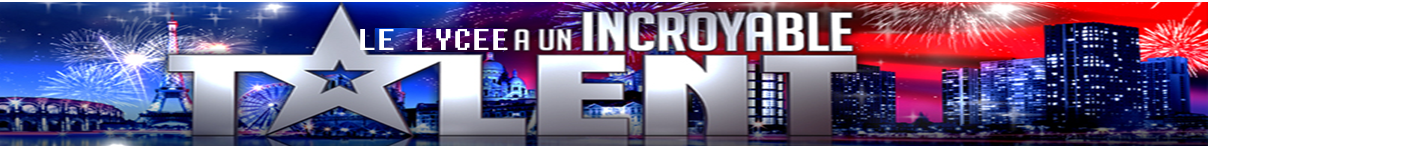 LE LYCEE A UN INCROYABLE
TALENT